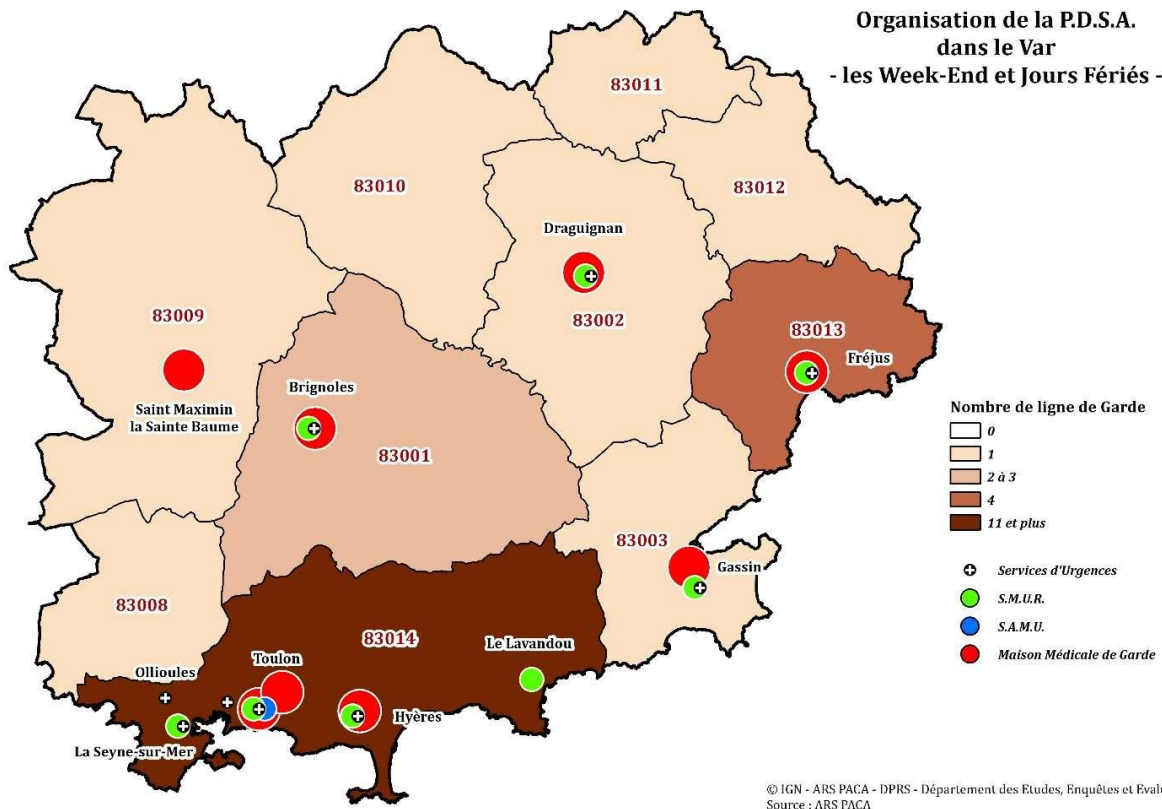 Organisation de la P.D.S.A.
dans le Var
- les Week-End et Jours Fériés -
83011
83010
83012
Draguignan
83009
83002
83013
Fréjus
Brignoles
Saint Maximin
la Sainte Baume
83001
Nombre de ligne de Garde
0
1
2 à 3
4
11 et plus
83003
Gassin
Services d'Urgences
S.M.U.R.
S.A.M.U.
Maison Médicale de Garde
83008
83014
Le Lavandou
Ollioules
Toulon
Hyères
La Seyne-sur-Mer
© IGN - ARS PACA - DPRS - Département des Etudes, Enquêtes et Evalu
Source : ARS PACA